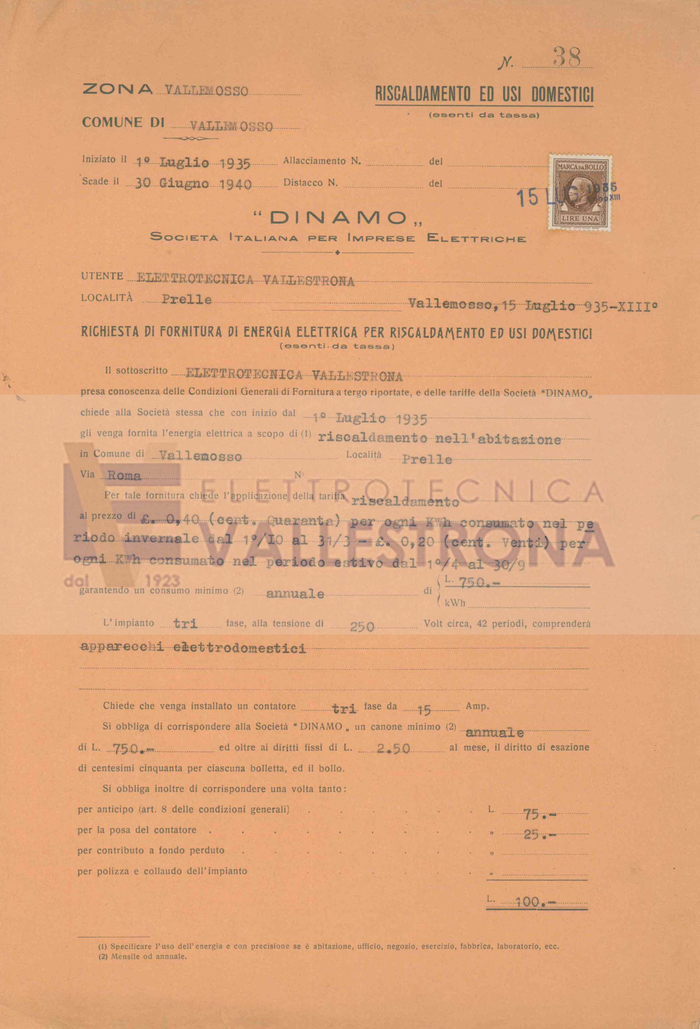 N. 38
ZONA VALLEMOSSO
RISCALDAMENTO ED USI DOMESTICI
(esenti da tassa)
COMUNE DI VALLEMOSSO
Iniziato il 1º Luglio 1935 Allacciamento N. del
Scade il 30 Giugno 1940 Distacco N. del
MARCA DA BOLLO
15 LUG 1935
XIII
LIRE UNA
"DINAMO„
SOCIETÀ ITALIANA PER IMPRESE ELETTRICHE
UTENTE ELETTROTECNICA VALLESTRONA
LOCALITÀ Prelle Vallemosso, 15 Luglio 935-XIIIº
RICHIESTA DI FORNITURA DI ENERGIA ELETTRICA PER RISCALDAMENTO ED USI DOMESTICI
(esenti da tassa)
Il sottoscritto ELETTROTECNICA VALLESTRONA
presa conoscenza delle Condizioni Generali di Fornitura a tergo riportate, e delle tariffe della Società "DINAMO„
chiede alla Società stessa che con inizio dal 1º Luglio 1935
gli venga fornita l'energia elettrica a scopo di (1) riscaldamento nell'abitazione
in Comune di Vallemosso Località Prelle
Via Roma N.
ELETTROTECNICA
Per tale fornitura chiede l'applicazione della tariffa riscaldamento
al prezzo di £. 0,40 (cent. Quaranta) per ogni KWh consumato nel pe
VALLESTRONA
riodo invernale dal 1º/IO al 31/3 - £. 0,20 (cent. Venti) per
ogni KWh consumato nel periodo estivo dal 1º/4 al 30/9
dal 1923
garantendo un consumo minimo (2) annuale di L. 750.-
kWh
L'impianto tri fase, alla tensione di 250 Volt circa, 42 periodi, comprenderà
apparecchi elettrodomestici
Chiede che venga installato un contatore tri fase da 15 Amp.
Si obbliga di corrispondere alla Società "DINAMO„ un canone minimo (2) annuale
di L. 750.- ed oltre ai diritti fissi di L. 2.50 al mese, il diritto di esazione
di centesimi cinquanta per ciascuna bolletta, ed il bollo.
Si obbliga inoltre di corrispondere una volta tanto:
per anticipo (art. 8 delle condizioni generali) L. 75.-
per la posa del contatore " 25.-
per contributo a fondo perduto "
per polizza e collaudo dell'impianto "
L. 100.-
(1) Specificare l'uso dell'energia e con precisione se è abitazione, ufficio, negozio, esercizio, fabbrica, laboratorio, ecc.
(2) Mensile od annuale.